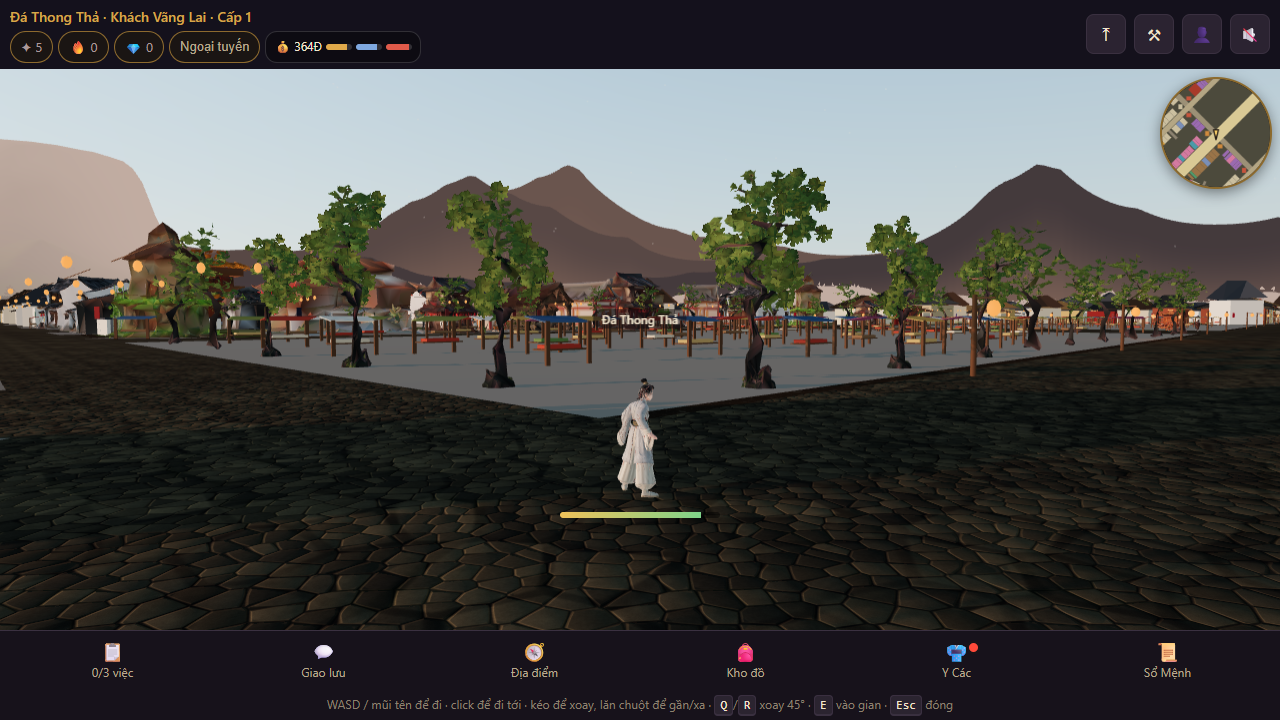 Đá Thong Thả · Khách Vãng Lai · Cấp 1
5 0 0 Ngoại tuyến 364Đ
Đá Thong Thả
0/3 việc Giao lưu Địa điểm Kho đồ Y Các Sổ Mệnh
WASD / mũi tên để đi · click để đi tới · kéo để xoay, lăn chuột để gần/xa · Q/R xoay 45° · E vào gian · Esc đóng